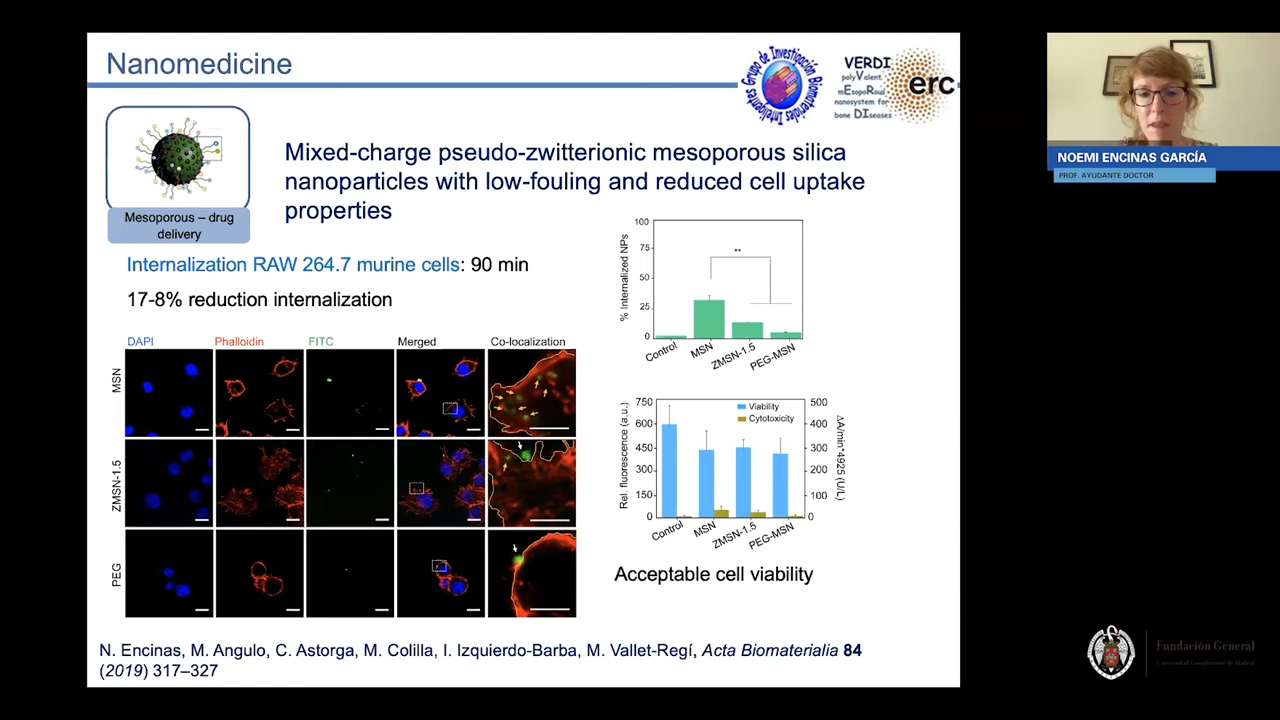 Nanomedicine
Grupo de Investigación Biomateriales Inteligentes
VERDI
polyValent
mEsopoRous
nanosystem for
bone DIseases
erc
Mesoporous – drug
delivery
Mixed-charge pseudo-zwitterionic mesoporous silica
nanoparticles with low-fouling and reduced cell uptake
properties
Internalization RAW 264.7 murine cells: 90 min
17-8% reduction internalization
DAPI
Phalloidin
FITC
Merged
Co-localization
MSN
ZMSN-1.5
PEG
% Internalized NPs
100
75
50
25
0
**
Control
MSN
ZMSN-1.5
PEG-MSN
Rel. fluorescence (a.u.)
750
600
450
300
150
0
Viability
Cytotoxicity
500
400
300
200
100
0
ΔA/min*4925 (U/L)
Control
MSN
ZMSN-1.5
PEG-MSN
Acceptable cell viability
N. Encinas, M. Angulo, C. Astorga, M. Colilla, I. Izquierdo-Barba, M. Vallet-Regí, Acta Biomaterialia 84
(2019) 317–327
NOEMI ENCINAS GARCÍA
PROF. AYUDANTE DOCTOR
Fundación General
Universidad Complutense de Madrid